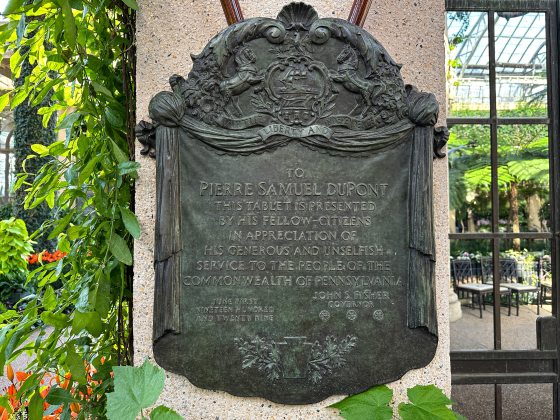 LIBERTY AND
TO
PIERRE SAMUEL DUPONT
THIS TABLET IS PRESENTED
BY HIS FELLOW-CITIZENS
IN APPRECIATION OF
HIS GENEROUS AND UNSELFISH
SERVICE TO THE PEOPLE OF THE
COMMONWEALTH OF PENNSYLVANIA
JUNE FIRST
NINETEEN HUNDRED
AND TWENTY NINE
JOHN S. FISHER
GOVERNOR